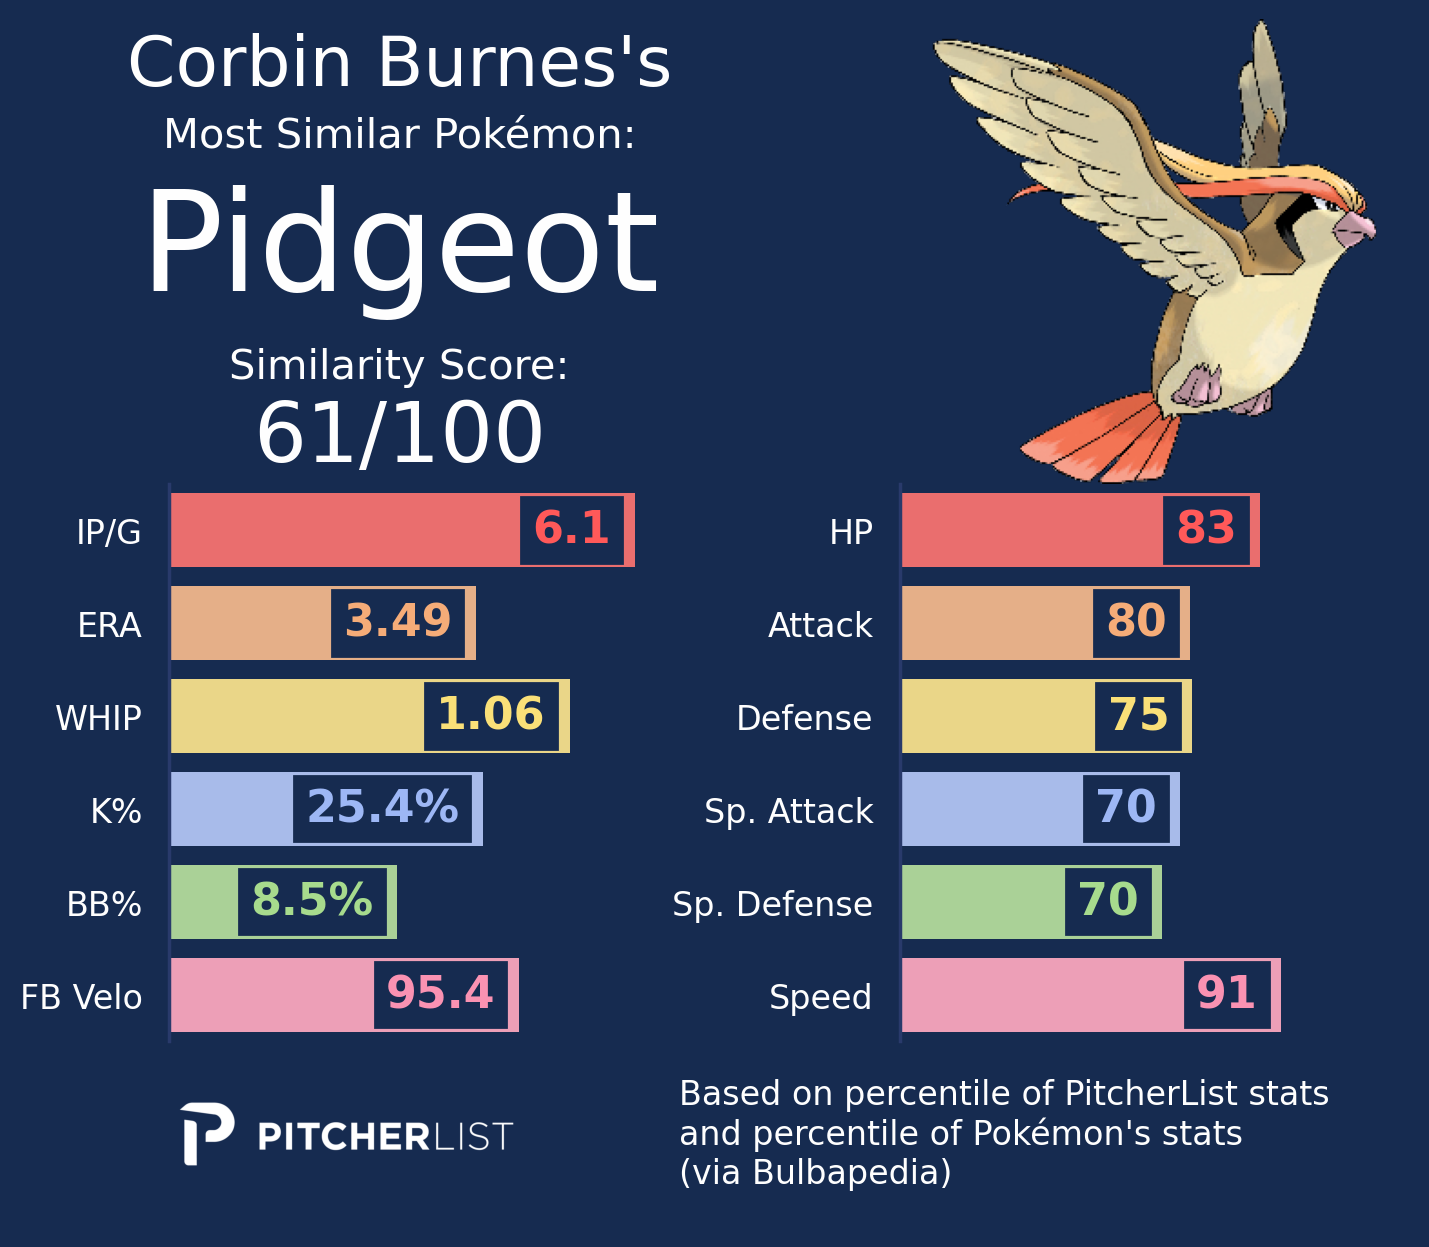 Corbin Burnes's
Most Similar Pokémon:
Pidgeot
Similarity Score:
61/100
IP/G 6.1
ERA 3.49
WHIP 1.06
K% 25.4%
BB% 8.5%
FB Velo 95.4
HP 83
Attack 80
Defense 75
Sp. Attack 70
Sp. Defense 70
Speed 91
PITCHERLIST
Based on percentile of PitcherList stats
and percentile of Pokémon's stats
(via Bulbapedia)